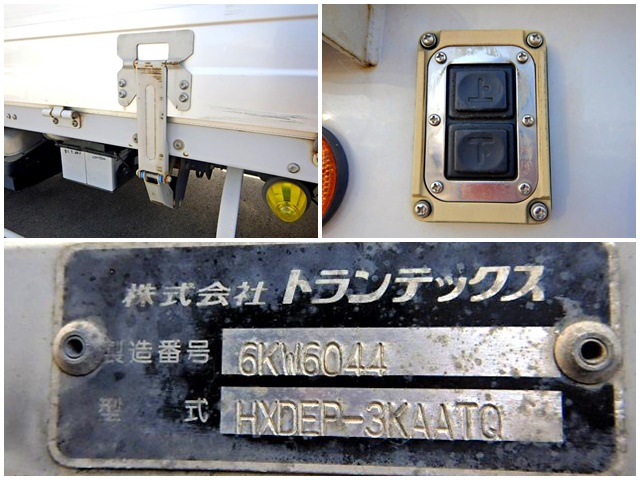 上
下
株式会社 トランテックス
製造番号 6KW6044
型式 HXDEP-3KAATQ